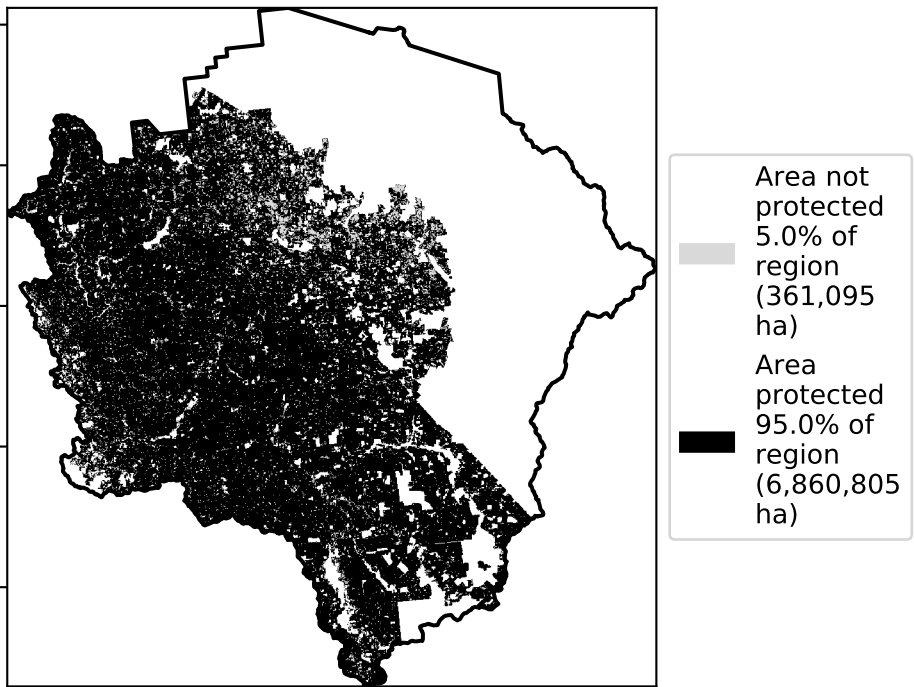 Area not
protected
5.0% of
region
(361,095
ha)
Area
protected
95.0% of
region
(6,860,805
ha)